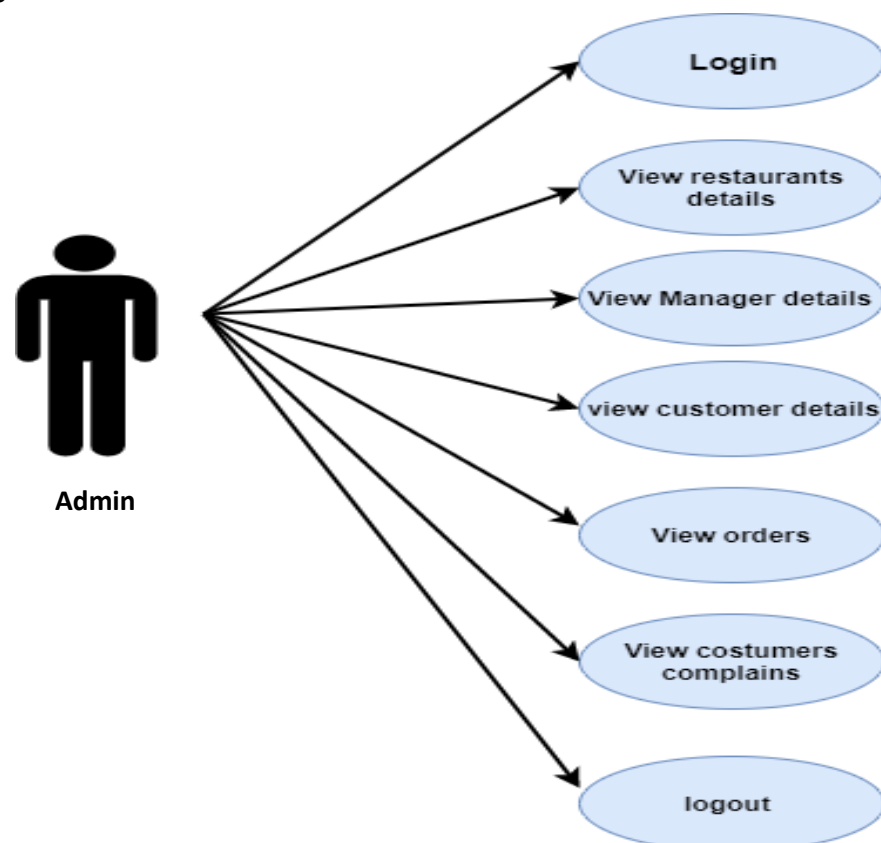 Login
View restaurants
details
View Manager details
view customer details
Admin
View orders
View costumers
complains
logout